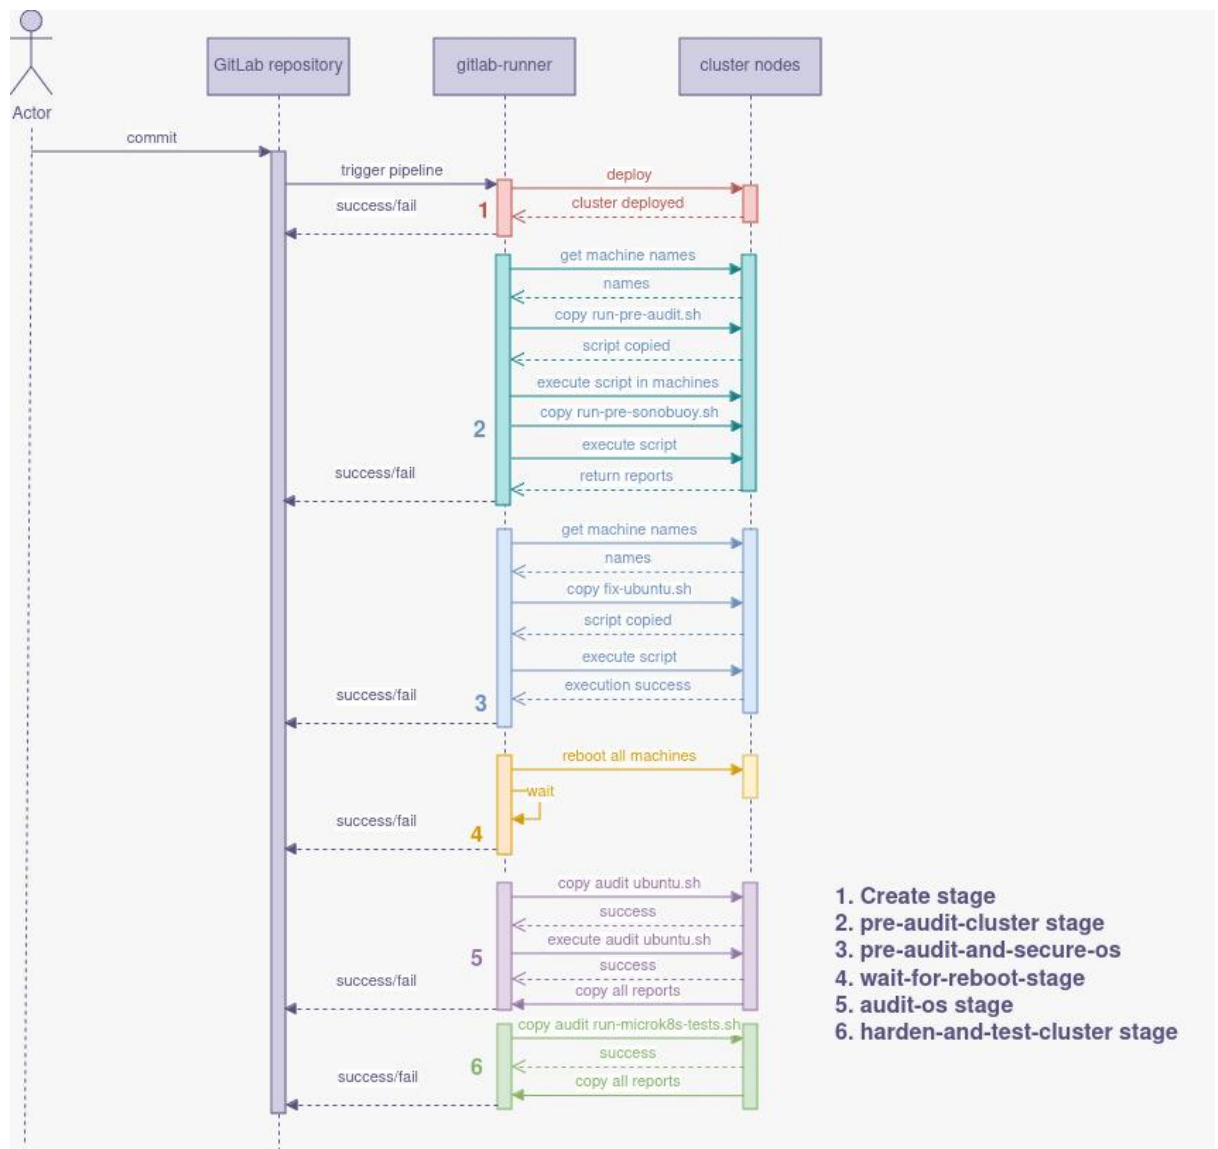 GitLab repository
gitlab-runner
cluster nodes
Actor
commit
trigger pipeline
deploy
success/fail
1
cluster deployed
get machine names
names
copy run-pre-audit.sh
script copied
execute script in machines
copy run-pre-sonobuoy.sh
2
execute script
success/fail
return reports
get machine names
names
copy fix-ubuntu.sh
script copied
execute script
execution success
success/fail
3
reboot all machines
wait
success/fail
4
copy audit ubuntu.sh
success
execute audit ubuntu.sh
5
success
success/fail
copy all reports
copy audit run-microk8s-tests.sh
success
6
success/fail
copy all reports
1. Create stage
2. pre-audit-cluster stage
3. pre-audit-and-secure-os
4. wait-for-reboot-stage
5. audit-os stage
6. harden-and-test-cluster stage